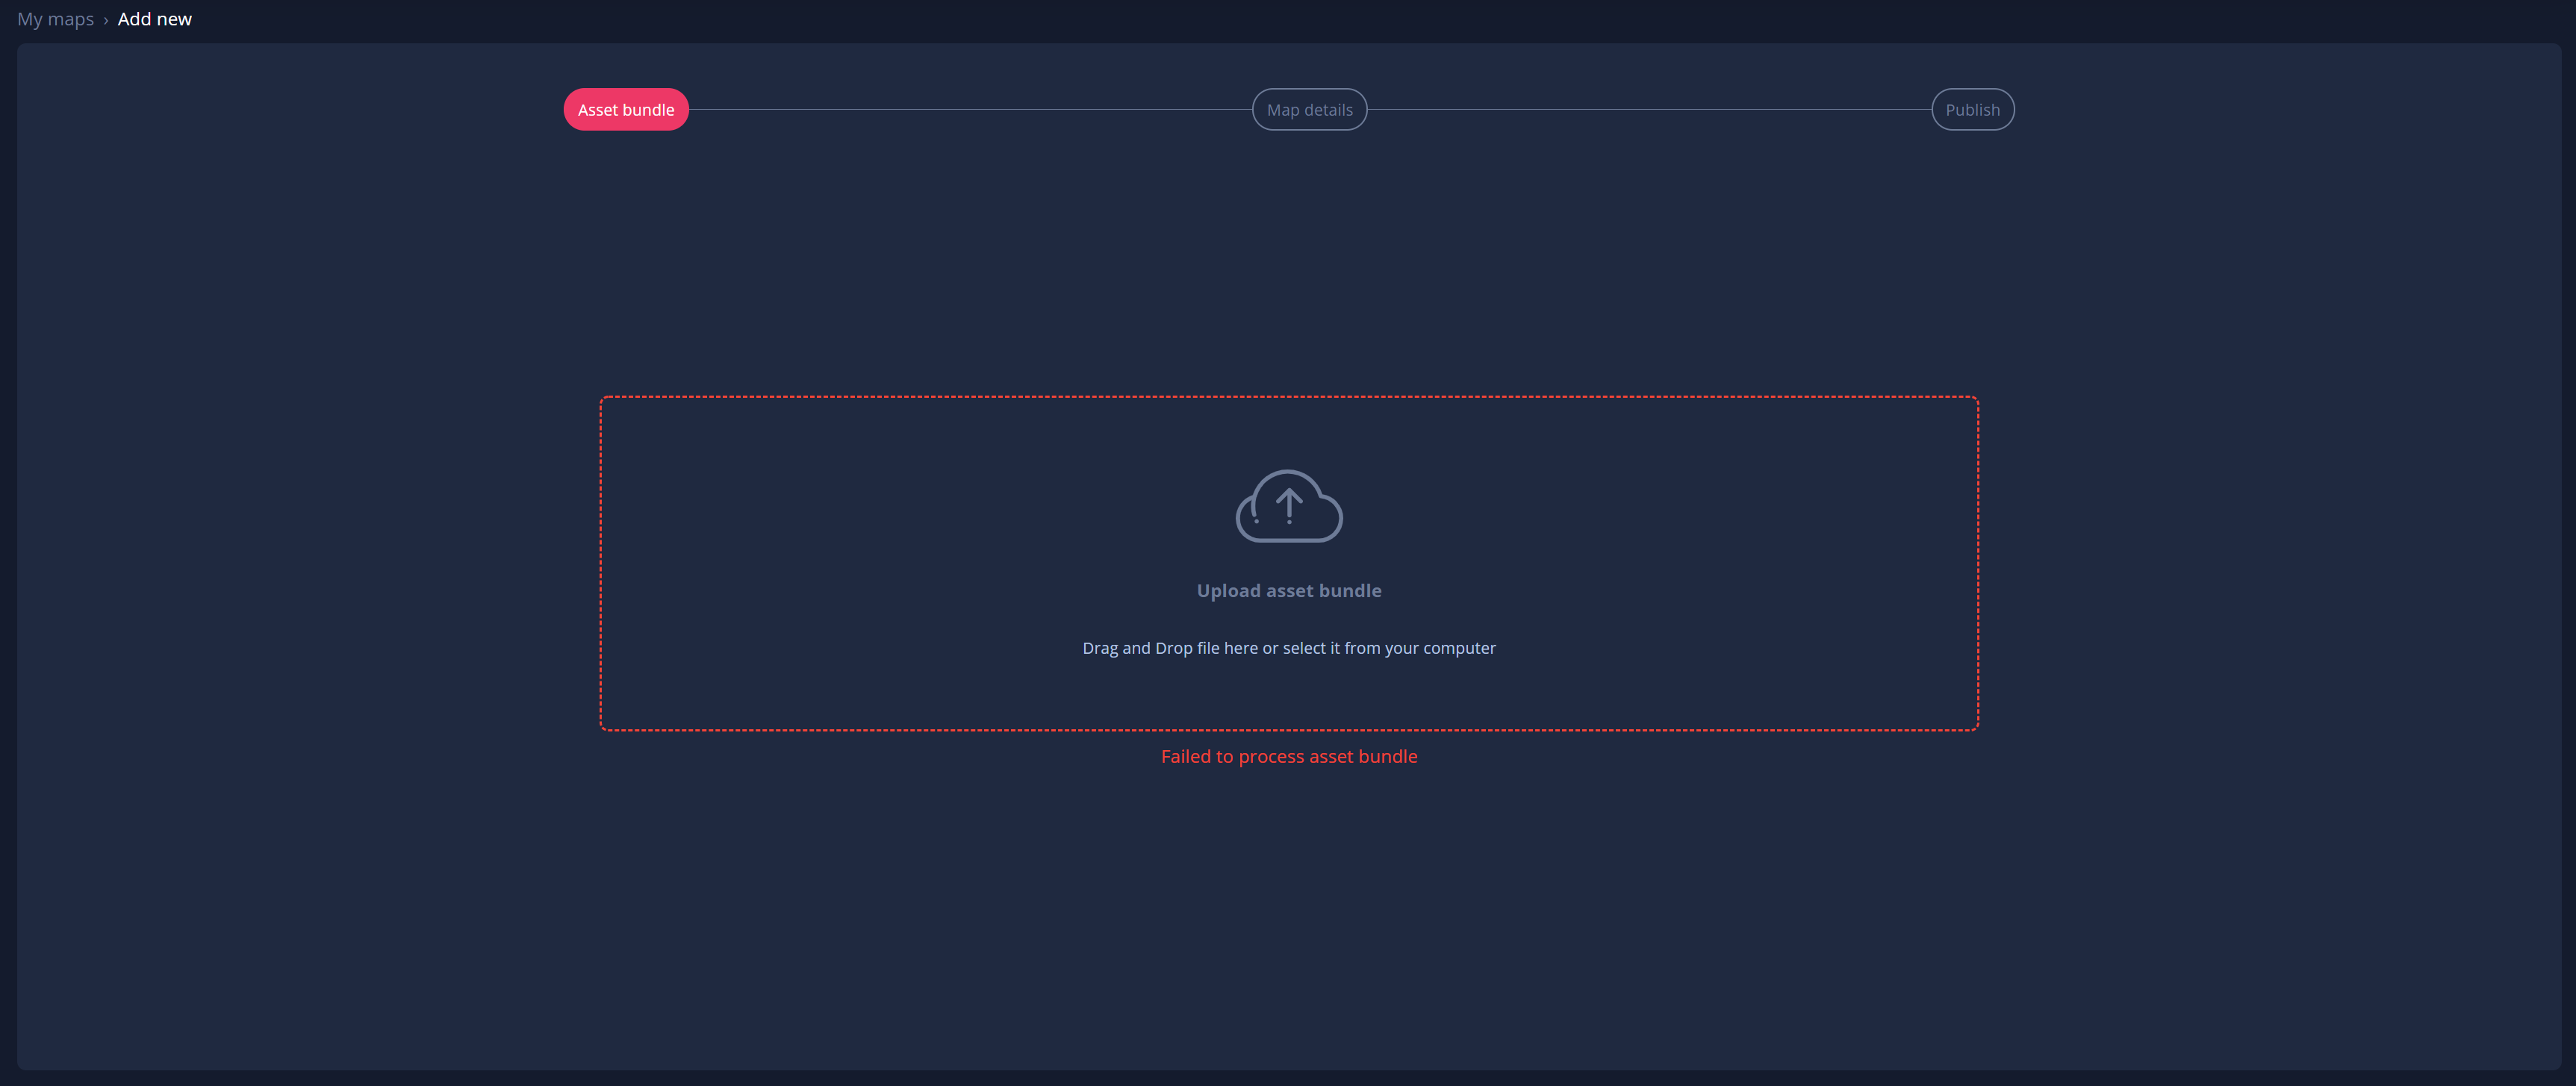 My maps › Add new
Asset bundle
Map details
Publish
Upload asset bundle
Drag and Drop file here or select it from your computer
Failed to process asset bundle